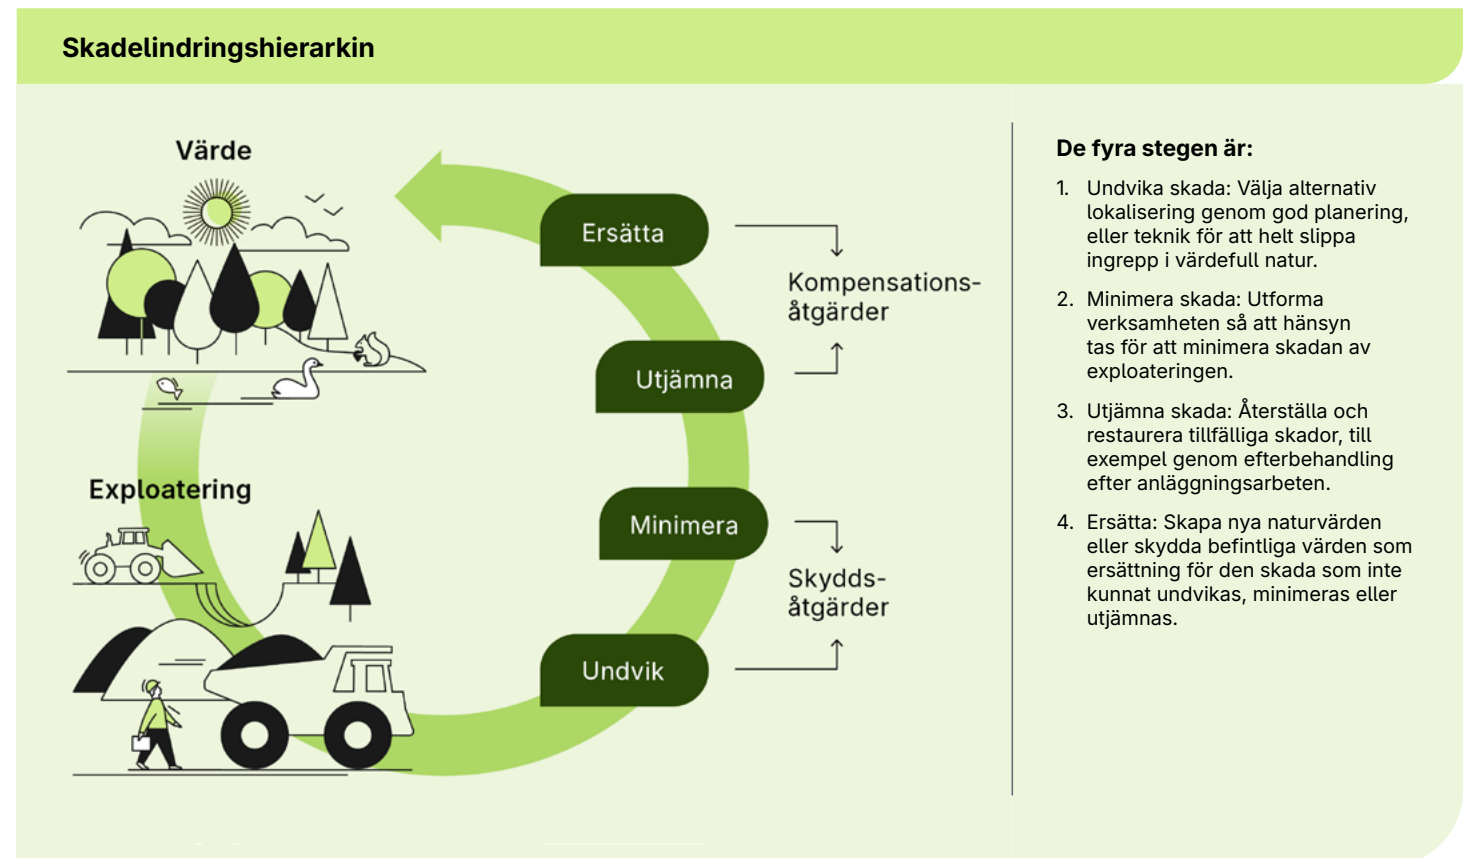 Skadelindringshierarkin
Värde
Ersätta
Kompensations-
åtgärder
Utjämna
Exploatering
Minimera
Skydds-
åtgärder
Undvik
De fyra stegen är:
1. Undvika skada: Välja alternativ
lokalisering genom god planering,
eller teknik för att helt slippa
ingrepp i värdefull natur.
2. Minimera skada: Utforma
verksamheten så att hänsyn
tas för att minimera skadan av
exploateringen.
3. Utjämna skada: Återställa och
restaurera tillfälliga skador, till
exempel genom efterbehandling
efter anläggningsarbeten.
4. Ersätta: Skapa nya naturvärden
eller skydda befintliga värden som
ersättning för den skada som inte
kunnat undvikas, minimeras eller
utjämnas.